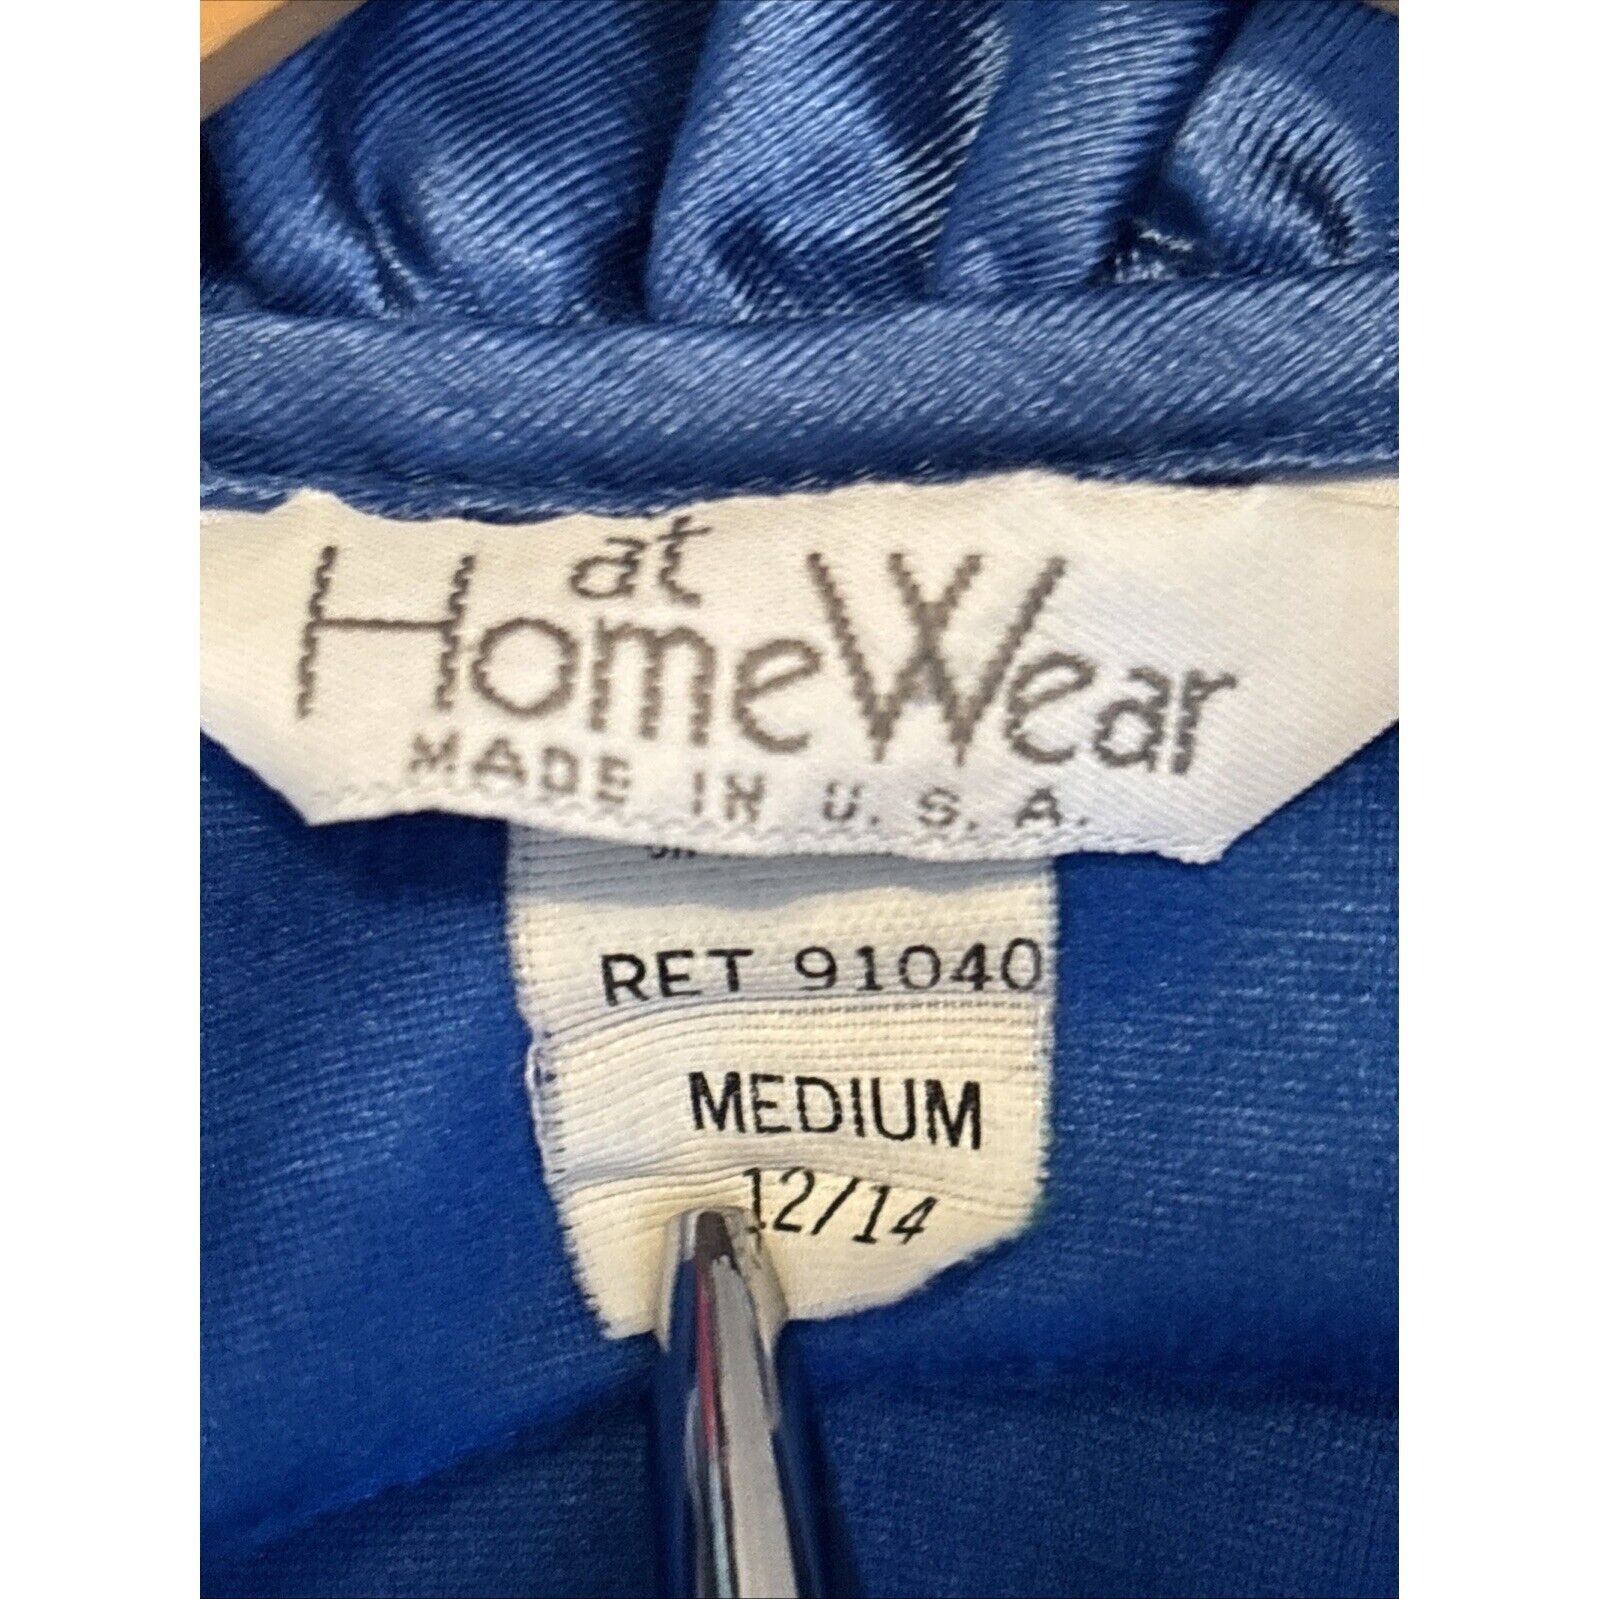 at
HomeWear
MADE IN U.S.A.
RET 91040
MEDIUM
12/14